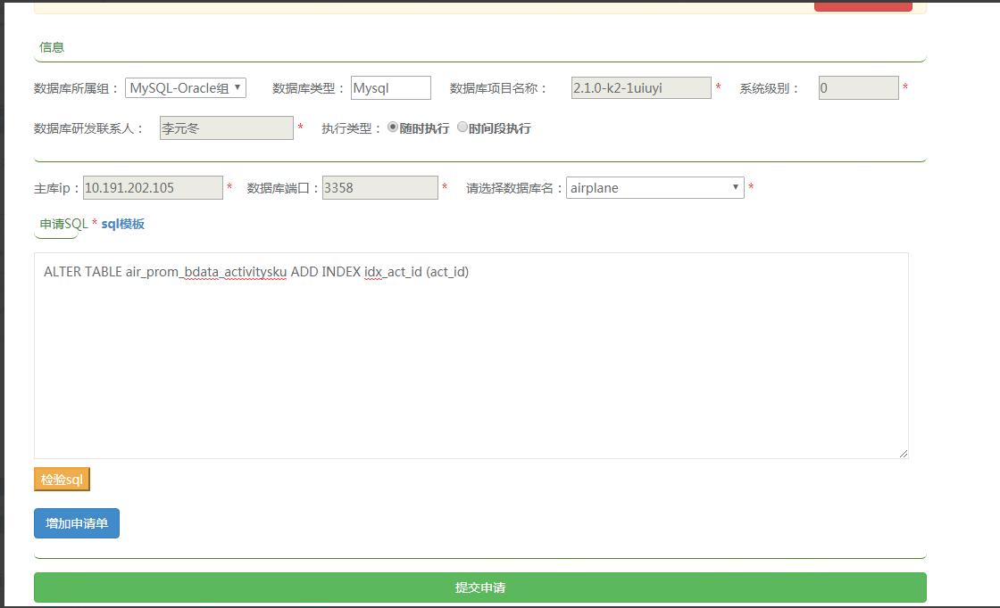 信息
数据库所属组： MySQL-Oracle组 数据库类型： Mysql 数据库项目名称： 2.1.0-k2-1uiuyi * 系统级别： 0 *
数据库研发联系人： 李元冬 * 执行类型： 随时执行 时间段执行
主库ip： 10.191.202.105 * 数据库端口： 3358 * 请选择数据库名： airplane *
申请SQL * sql模板
ALTER TABLE air_prom_bdata_activitysku ADD INDEX idx_act_id (act_id)
检验sql
增加申请单
提交申请